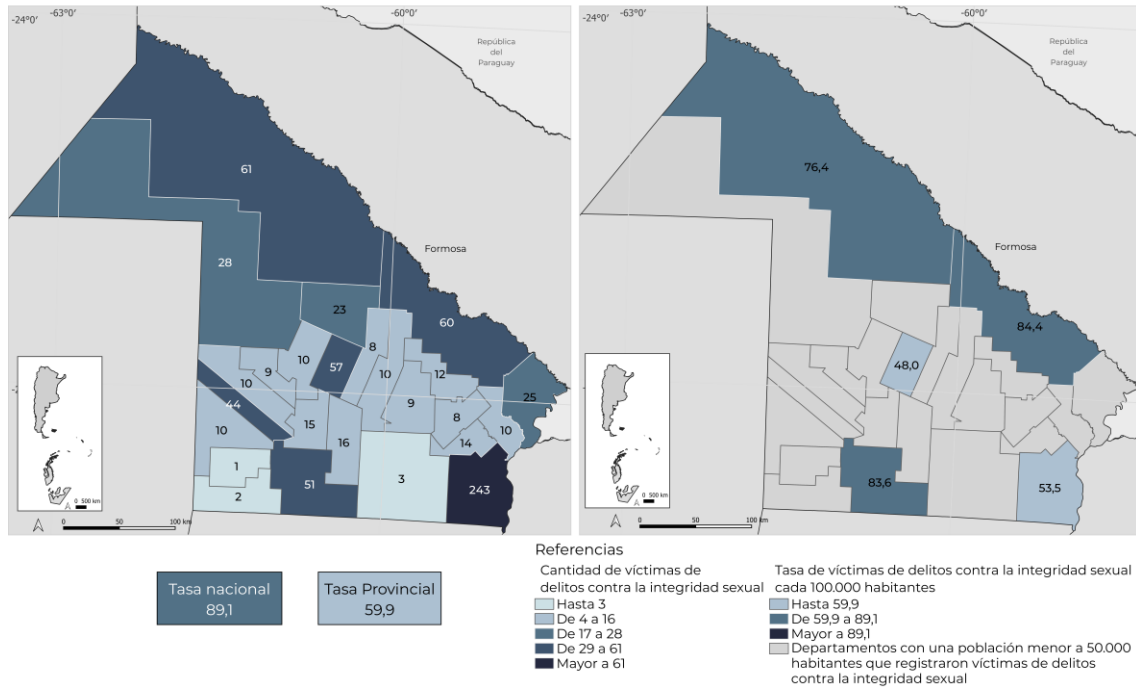 -24°0'
-63°0'
-60°0'
República
del
Paraguay
61
Formosa
28
23
60
8
10
57
12
9
10
10
25
9
44
8
15
10
10
16
14
1
3
51
243
2
0 500 km
0 50 100 km
-24°0'
-63°0'
-60°0'
República
del
Paraguay
76,4
Formosa
84,4
48,0
83,6
53,5
0 500 km
0 50 100 km
Tasa nacional
89,1
Tasa Provincial
59,9
Referencias
Cantidad de víctimas de
delitos contra la integridad sexual
Hasta 3
De 4 a 16
De 17 a 28
De 29 a 61
Mayor a 61
Tasa de víctimas de delitos contra la integridad sexual
cada 100.000 habitantes
Hasta 59,9
De 59,9 a 89,1
Mayor a 89,1
Departamentos con una población menor a 50.000
habitantes que registraron víctimas de delitos
contra la integridad sexual